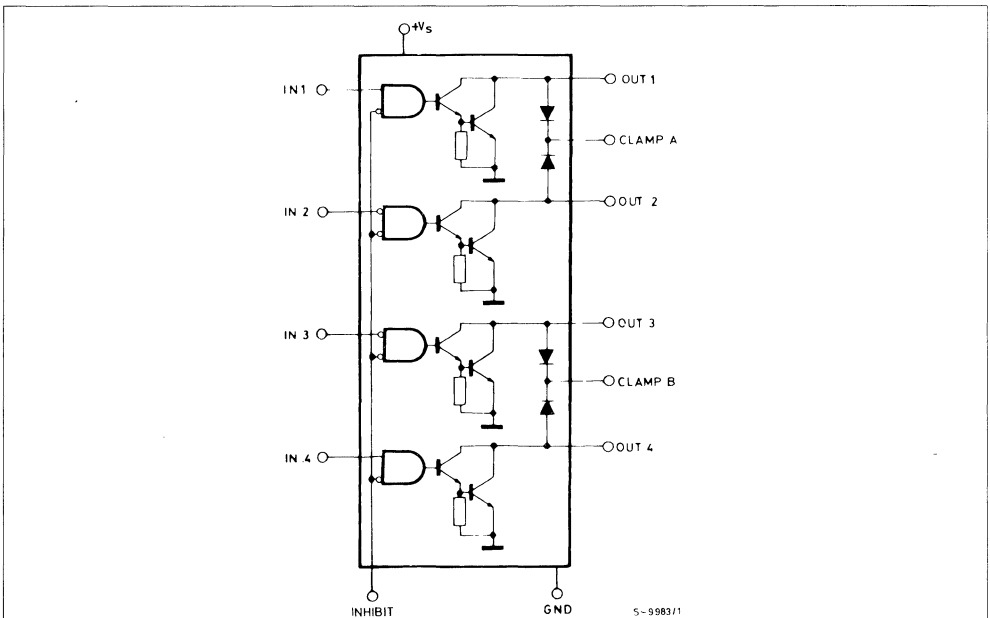 +Vs
IN1
OUT 1
CLAMP A
IN 2
OUT 2
IN 3
OUT 3
CLAMP B
IN 4
OUT 4
INHIBIT
GND
S-9983/1